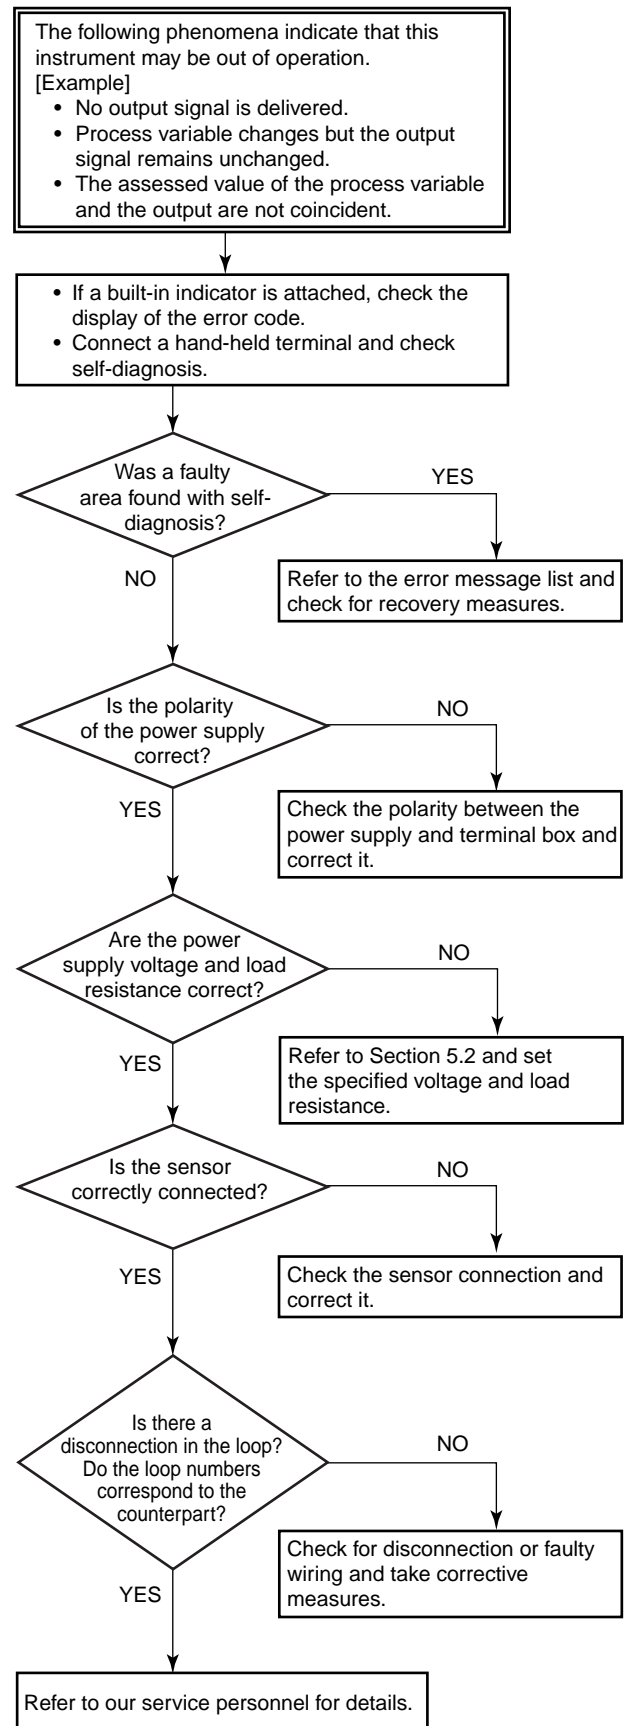 The following phenomena indicate that this
instrument may be out of operation.
[Example]
• No output signal is delivered.
• Process variable changes but the output
signal remains unchanged.
• The assessed value of the process variable
and the output are not coincident.
• If a built-in indicator is attached, check the
display of the error code.
• Connect a hand-held terminal and check
self-diagnosis.
Was a faulty
area found with self-
diagnosis?
YES
NO
Refer to the error message list and
check for recovery measures.
Is the polarity
of the power supply
correct?
NO
YES
Check the polarity between the
power supply and terminal box and
correct it.
Are the power
supply voltage and load
resistance correct?
NO
YES
Refer to Section 5.2 and set
the specified voltage and load
resistance.
Is the sensor
correctly connected?
NO
YES
Check the sensor connection and
correct it.
Is there a
disconnection in the loop?
Do the loop numbers
correspond to the
counterpart?
NO
YES
Check for disconnection or faulty
wiring and take corrective
measures.
Refer to our service personnel for details.